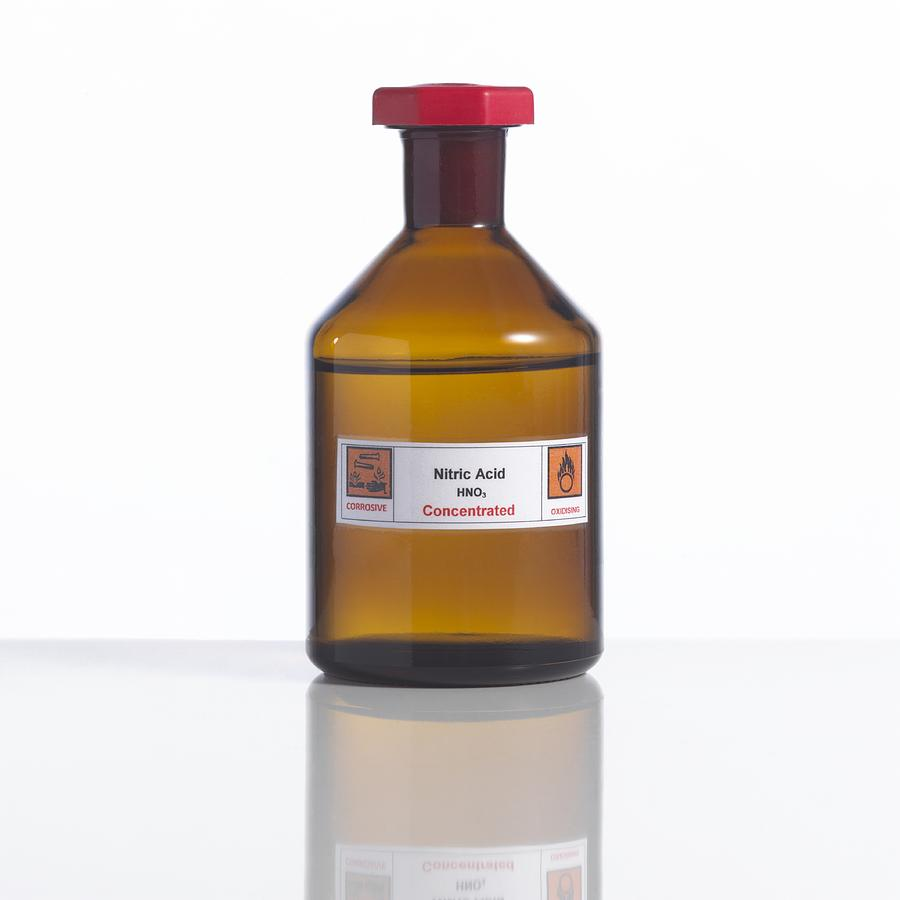 Nitric Acid
HNO₃
Concentrated
CORROSIVE
OXIDISING